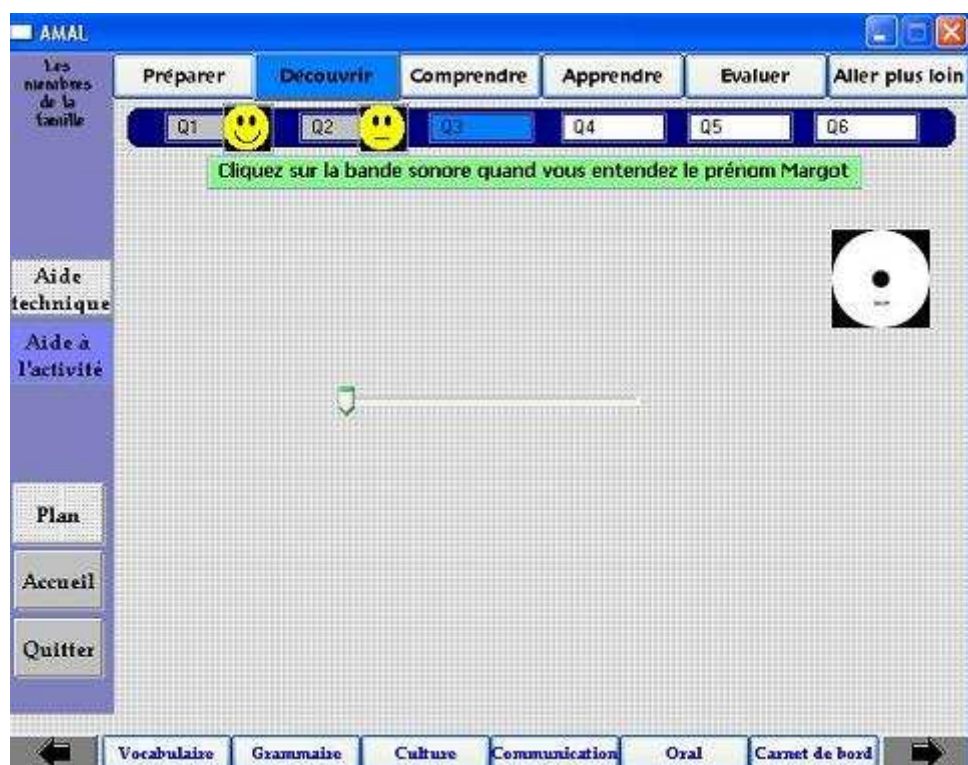 AMAL
Les
membres
de la
famille
Préparer
Découvrir
Comprendre
Apprendre
Evaluer
Aller plus loin
Q1
Q2
Q3
Q4
Q5
Q6
Cliquez sur la bande sonore quand vous entendez le prénom Margot
Aide
technique
Aide à
l'activité
Plan
Accueil
Quitter
Vocabulaire
Grammaire
Culture
Communication
Oral
Carnet de bord